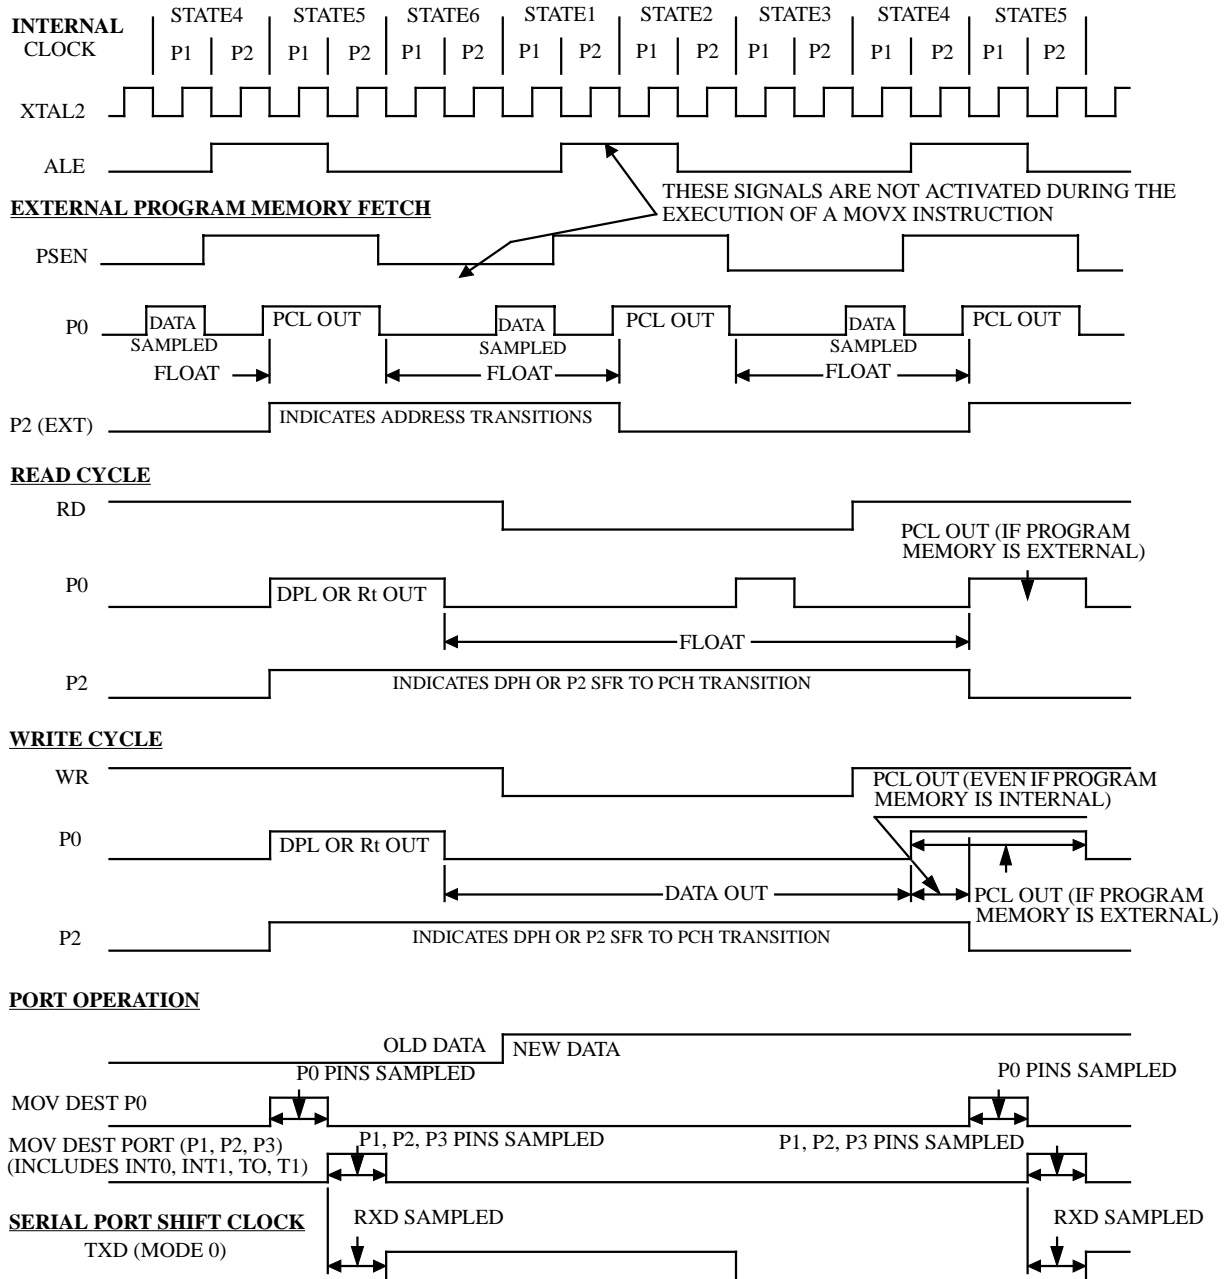 INTERNAL
CLOCK
STATE4 STATE5 STATE6 STATE1 STATE2 STATE3 STATE4 STATE5
P1 P2 P1 P2 P1 P2 P1 P2 P1 P2 P1 P2 P1 P2 P1 P2
XTAL2
ALE
THESE SIGNALS ARE NOT ACTIVATED DURING THE
EXECUTION OF A MOVX INSTRUCTION
EXTERNAL PROGRAM MEMORY FETCH
PSEN
P0
DATA PCL OUT DATA PCL OUT DATA PCL OUT
SAMPLED SAMPLED SAMPLED
FLOAT FLOAT FLOAT
P2 (EXT)
INDICATES ADDRESS TRANSITIONS
READ CYCLE
RD
PCL OUT (IF PROGRAM
MEMORY IS EXTERNAL)
P0
DPL OR Rt OUT
FLOAT
P2
INDICATES DPH OR P2 SFR TO PCH TRANSITION
WRITE CYCLE
WR
PCL OUT (EVEN IF PROGRAM
MEMORY IS INTERNAL)
P0
DPL OR Rt OUT
DATA OUT
PCL OUT (IF PROGRAM
MEMORY IS EXTERNAL)
P2
INDICATES DPH OR P2 SFR TO PCH TRANSITION
PORT OPERATION
OLD DATA NEW DATA
P0 PINS SAMPLED P0 PINS SAMPLED
MOV DEST P0
MOV DEST PORT (P1, P2, P3)
(INCLUDES INT0, INT1, TO, T1)
P1, P2, P3 PINS SAMPLED P1, P2, P3 PINS SAMPLED
SERIAL PORT SHIFT CLOCK
RXD SAMPLED RXD SAMPLED
TXD (MODE 0)